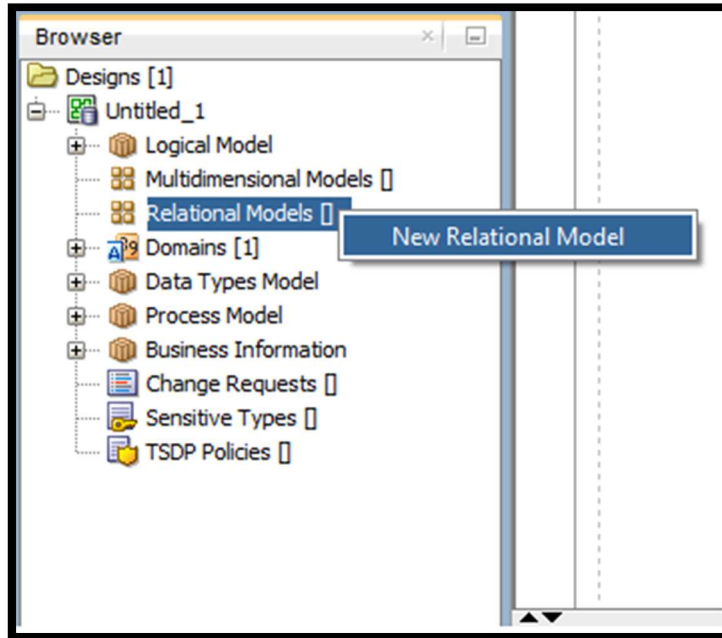 Browser
Designs [1]
Untitled_1
Logical Model
Multidimensional Models []
Relational Models []
New Relational Model
Domains [1]
Data Types Model
Process Model
Business Information
Change Requests []
Sensitive Types []
TSDP Policies []